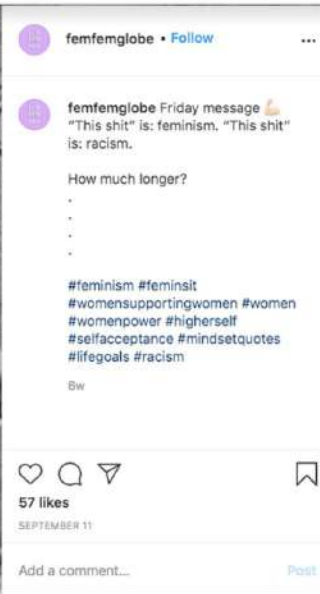 femfemglobe • Follow
femfemglobe Friday message 💪🏻
"This shit" is: feminism. "This shit"
is: racism.
How much longer?
.
.
.
.
#feminism #feminsit
#womensupportingwomen #women
#womenpower #higherself
#selfacceptance #mindsetquotes
#lifegoals #racism
8w
57 likes
SEPTEMBER 11
Add a comment...
Post